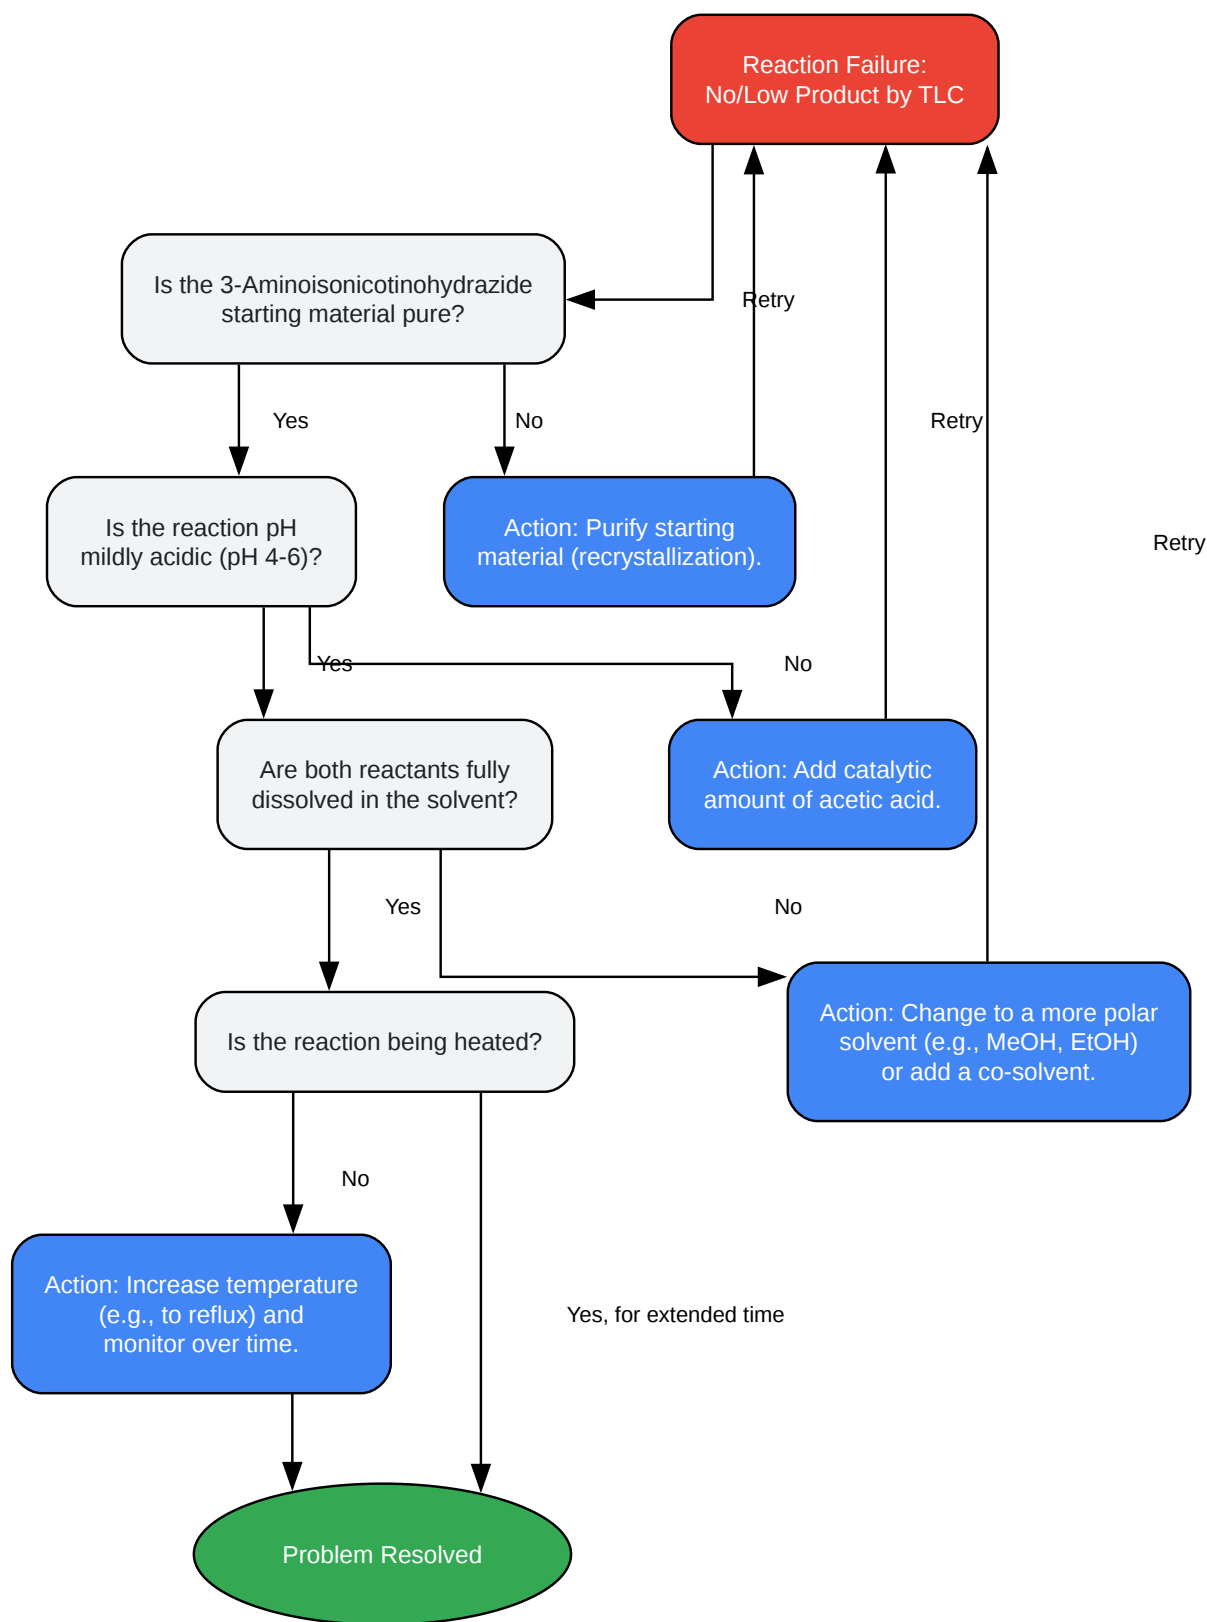 Reaction Failure:
No/Low Product by TLC
Is the 3-Aminoisonicotinohydrazide
starting material pure?
Retry
Yes
No
Retry
Is the reaction pH
mildly acidic (pH 4-6)?
Action: Purify starting
material (recrystallization).
Retry
Yes
No
Are both reactants fully
dissolved in the solvent?
Action: Add catalytic
amount of acetic acid.
Yes
No
Is the reaction being heated?
Action: Change to a more polar
solvent (e.g., MeOH, EtOH)
or add a co-solvent.
No
Action: Increase temperature
(e.g., to reflux) and
monitor over time.
Yes, for extended time
Problem Resolved